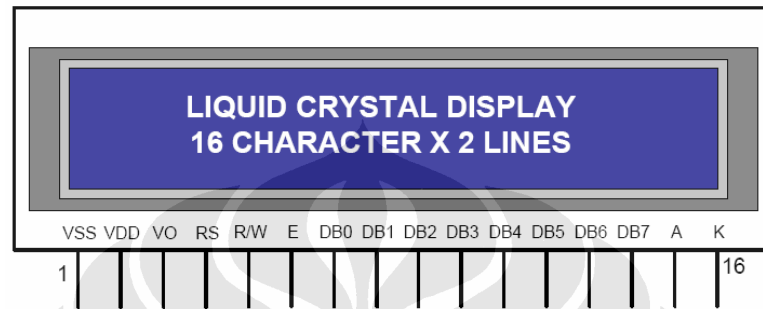 LIQUID CRYSTAL DISPLAY
16 CHARACTER X 2 LINES
VSS VDD VO RS R/W E DB0 DB1 DB2 DB3 DB4 DB5 DB6 DB7 A K
1 16